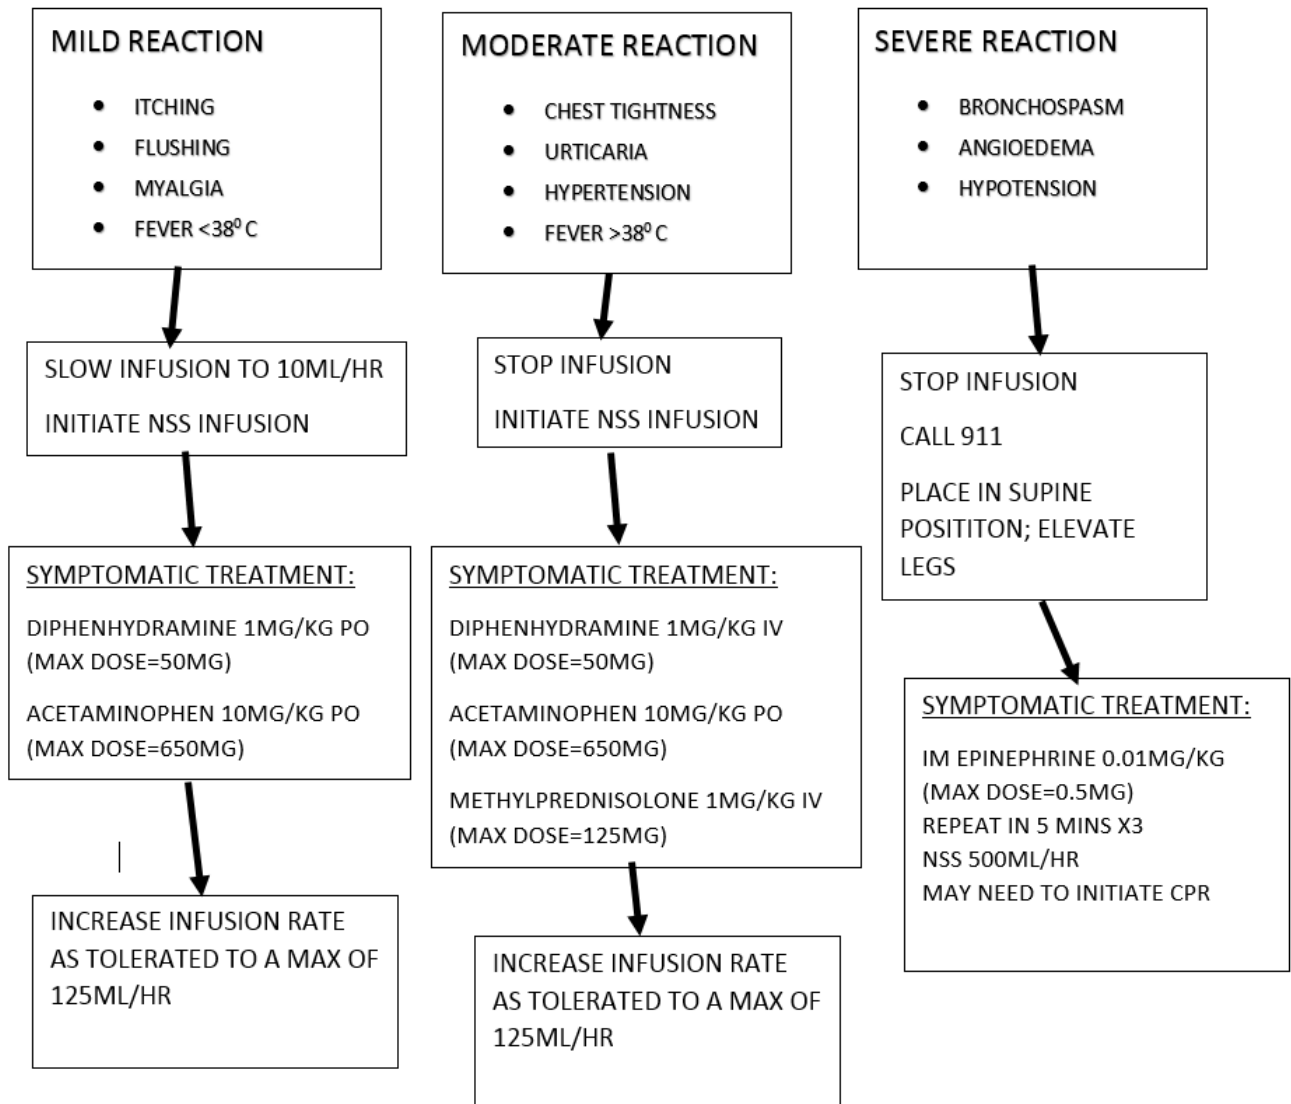 MILD REACTION
• ITCHING
• FLUSHING
• MYALGIA
• FEVER <38⁰ C
SLOW INFUSION TO 10ML/HR
INITIATE NSS INFUSION
SYMPTOMATIC TREATMENT:
DIPHENHYDRAMINE 1MG/KG PO
(MAX DOSE=50MG)
ACETAMINOPHEN 10MG/KG PO
(MAX DOSE=650MG)
INCREASE INFUSION RATE
AS TOLERATED TO A MAX OF
125ML/HR
MODERATE REACTION
• CHEST TIGHTNESS
• URTICARIA
• HYPERTENSION
• FEVER >38⁰ C
STOP INFUSION
INITIATE NSS INFUSION
SYMPTOMATIC TREATMENT:
DIPHENHYDRAMINE 1MG/KG IV
(MAX DOSE=50MG)
ACETAMINOPHEN 10MG/KG PO
(MAX DOSE=650MG)
METHYLPREDNISOLONE 1MG/KG IV
(MAX DOSE=125MG)
INCREASE INFUSION RATE
AS TOLERATED TO A MAX OF
125ML/HR
SEVERE REACTION
• BRONCHOSPASM
• ANGIOEDEMA
• HYPOTENSION
STOP INFUSION
CALL 911
PLACE IN SUPINE
POSITITON; ELEVATE
LEGS
SYMPTOMATIC TREATMENT:
IM EPINEPHRINE 0.01MG/KG
(MAX DOSE=0.5MG)
REPEAT IN 5 MINS X3
NSS 500ML/HR
MAY NEED TO INITIATE CPR